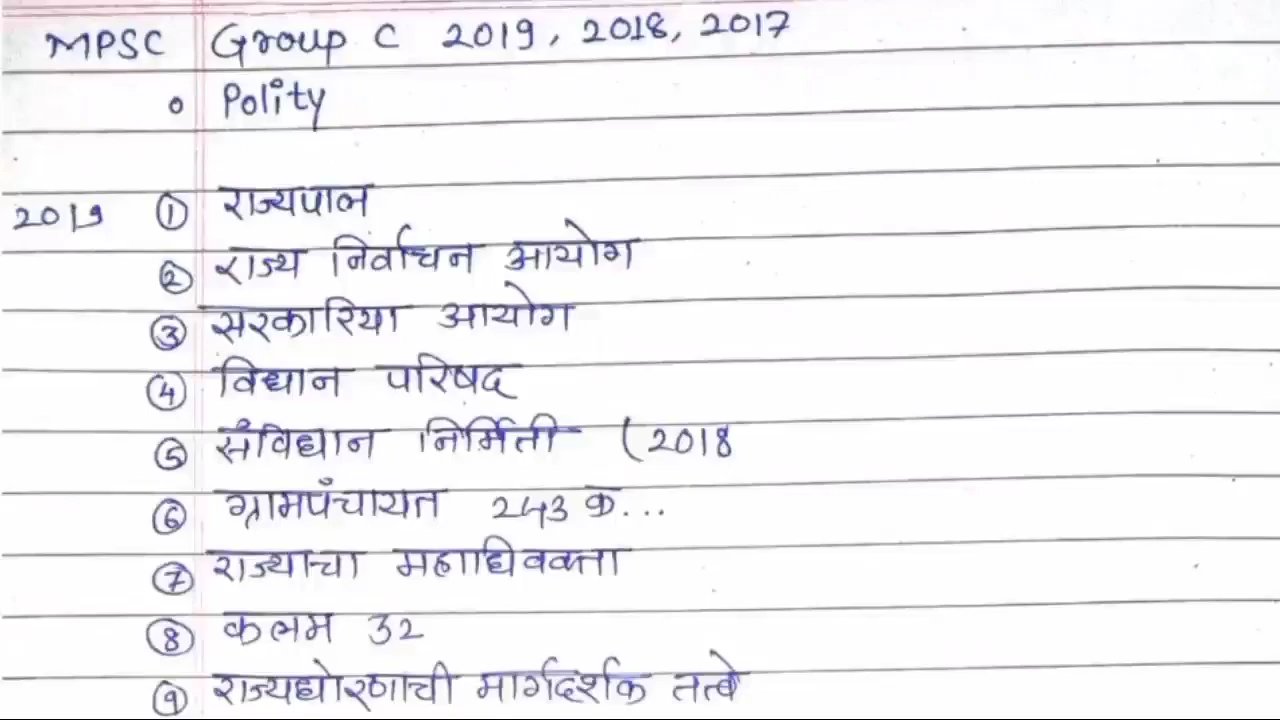 MPSC Group C 2019, 2018, 2017
० Polity
2019 ① राज्यपाल
② राज्य निर्वाचन आयोग
③ सरकारिया आयोग
④ विधान परिषद
⑤ संविधान निर्मिती (2018
⑥ ग्रामपंचायत 243 क...
⑦ राज्याचा महाधिवक्ता
⑧ कलम 32
⑨ राज्यधोरणाची मार्गदर्शक तत्वे